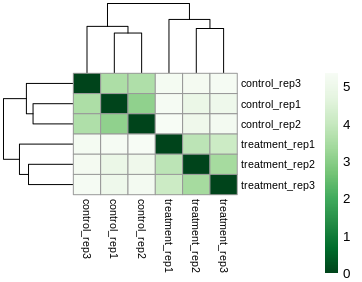 control_rep3
control_rep1
control_rep2
treatment_rep1
treatment_rep2
treatment_rep3
5
4
3
2
1
0
control_rep3
control_rep1
control_rep2
treatment_rep1
treatment_rep2
treatment_rep3